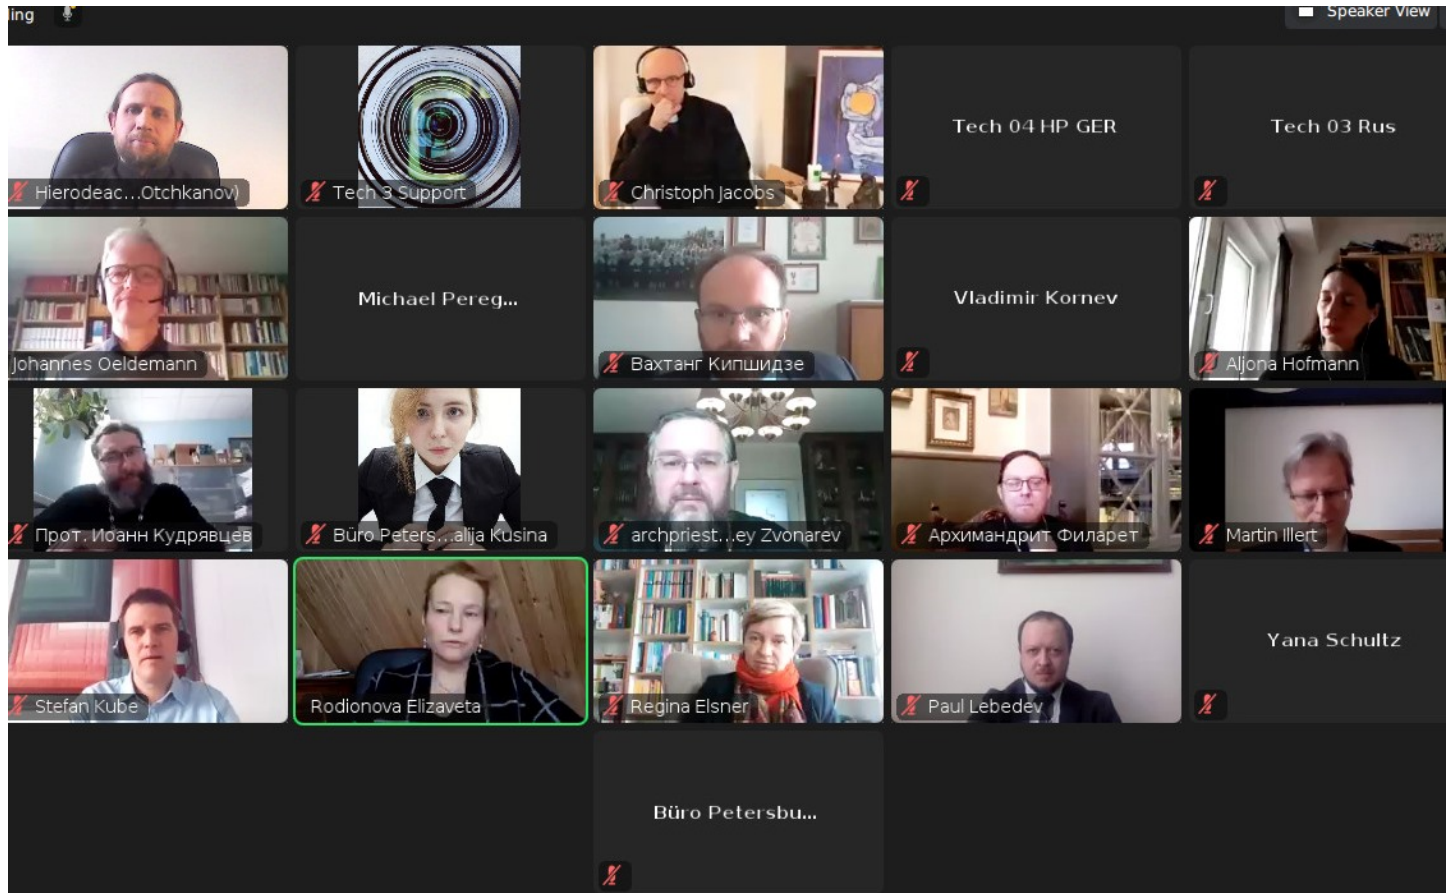 ling
Speaker View
Hierodeac...Otchkanov)
Tech 3 Support
Christoph Jacobs
Tech 04 HP GER
Tech 03 Rus
Johannes Oeldemann
Michael Pereg...
Вахтанг Кипшидзе
Vladimir Kornev
Aljona Hofmann
Прот. Иоанн Кудрявцев
Büro Peters...alija Kusina
archpriest...ey Zvonarev
Архимандрит Филарет
Martin Illert
Stefan Kube
Rodionova Elizaveta
Regina Elsner
Paul Lebedev
Yana Schultz
Büro Petersbu...